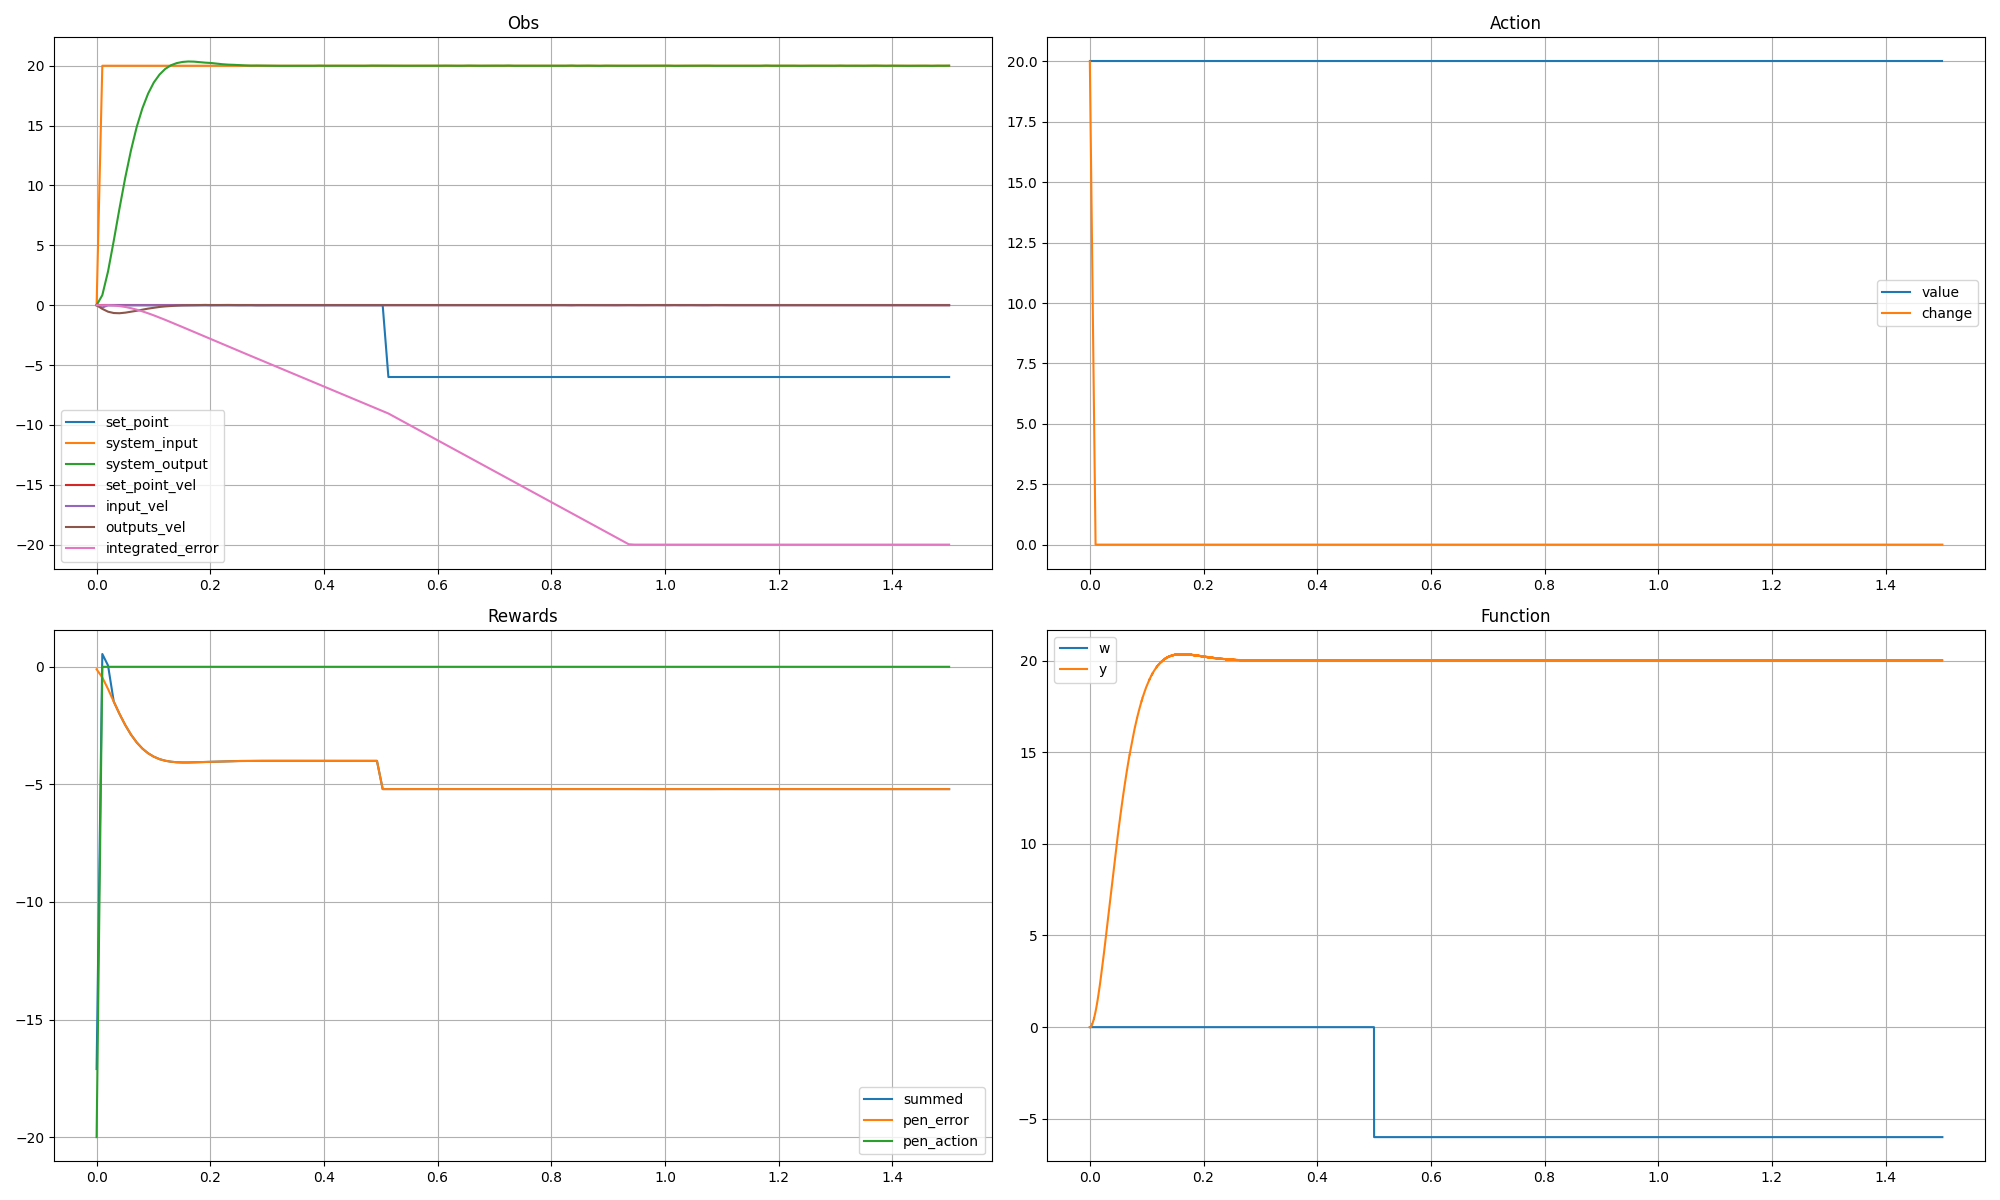 Obs
20
15
10
5
0
−5
−10
−15
−20
set_point
system_input
system_output
set_point_vel
input_vel
outputs_vel
integrated_error
0.0 0.2 0.4 0.6 0.8 1.0 1.2 1.4
Action
20.0
17.5
15.0
12.5
10.0
7.5
5.0
2.5
0.0
value
change
0.0 0.2 0.4 0.6 0.8 1.0 1.2 1.4
Rewards
0
−5
−10
−15
−20
summed
pen_error
pen_action
0.0 0.2 0.4 0.6 0.8 1.0 1.2 1.4
Function
w
y
20
15
10
5
0
−5
0.0 0.2 0.4 0.6 0.8 1.0 1.2 1.4